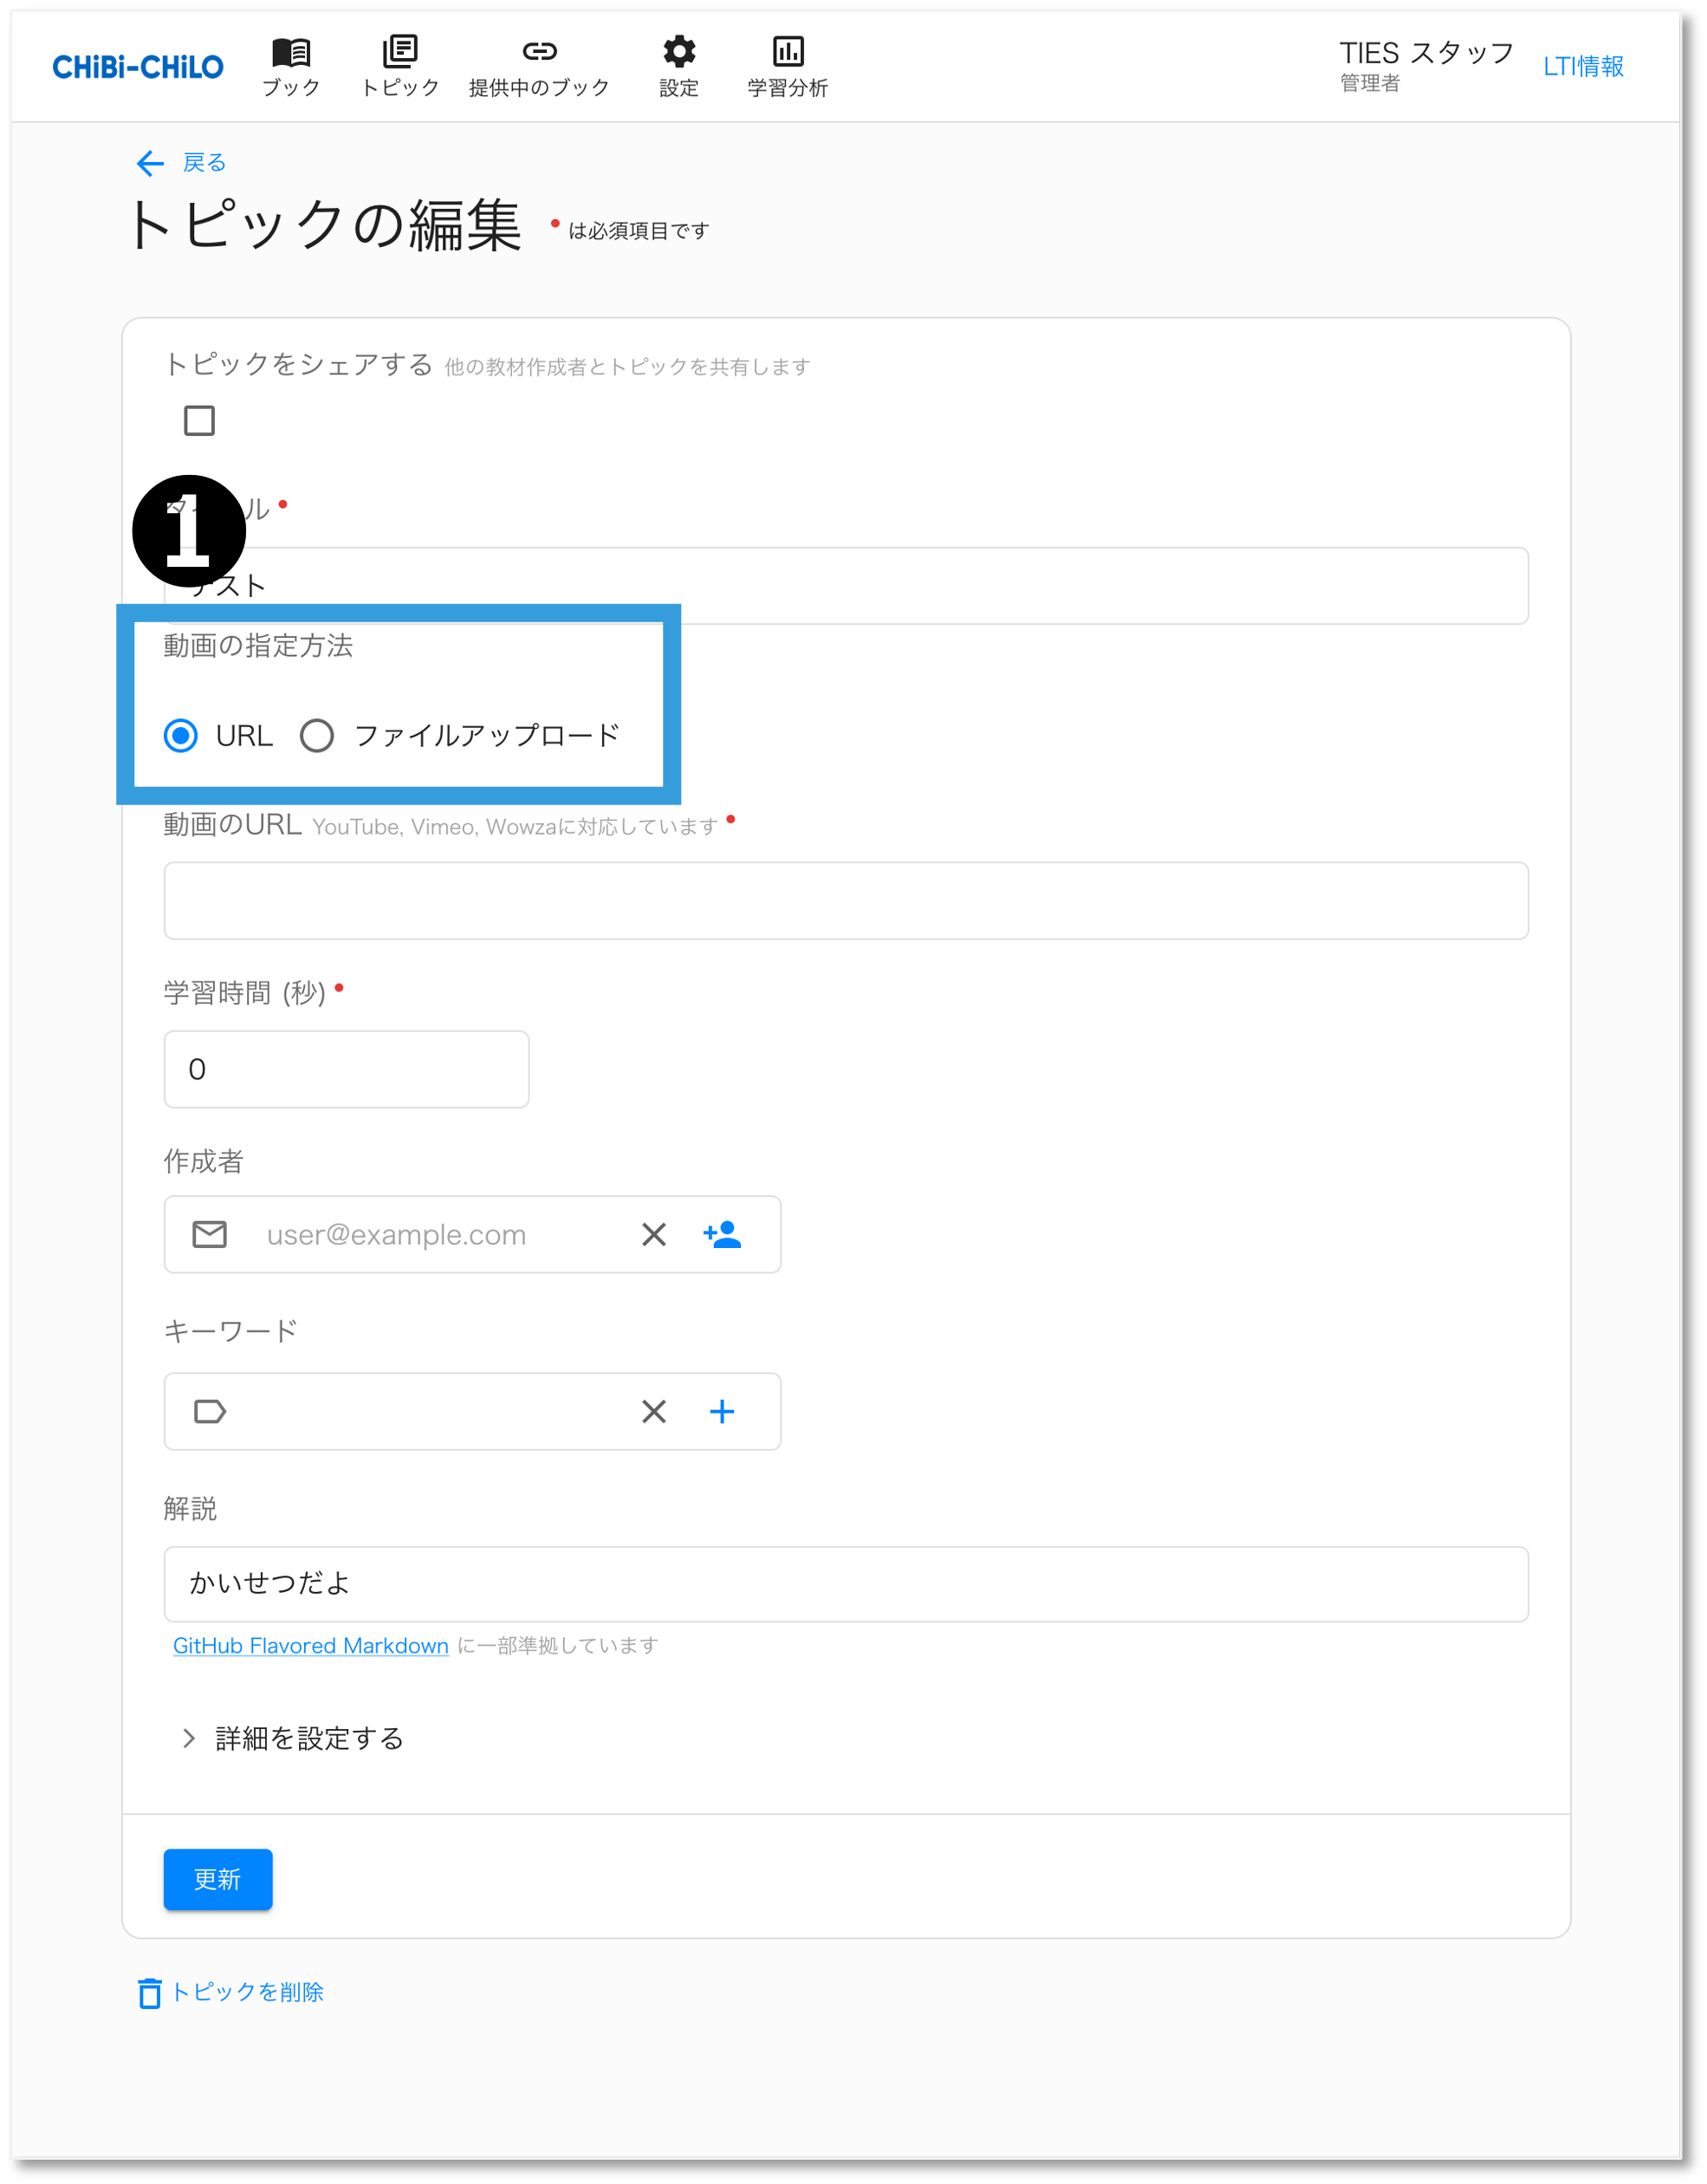 CHiBi-CHiLO
ブック
トピック
提供中のブック
設定
学習分析
TIES スタッフ
管理者
LTI情報
戻る
トピックの編集 は必須項目です
トピックをシェアする 他の教材作成者とトピックを共有します
1
ル
スト
動画の指定方法
URL ファイルアップロード
動画のURL YouTube, Vimeo, Wowzaに対応しています
学習時間 (秒)
0
作成者
user@example.com
キーワード
解説
かいせつだよ
GitHub Flavored Markdown に一部準拠しています
詳細を設定する
更新
トピックを削除